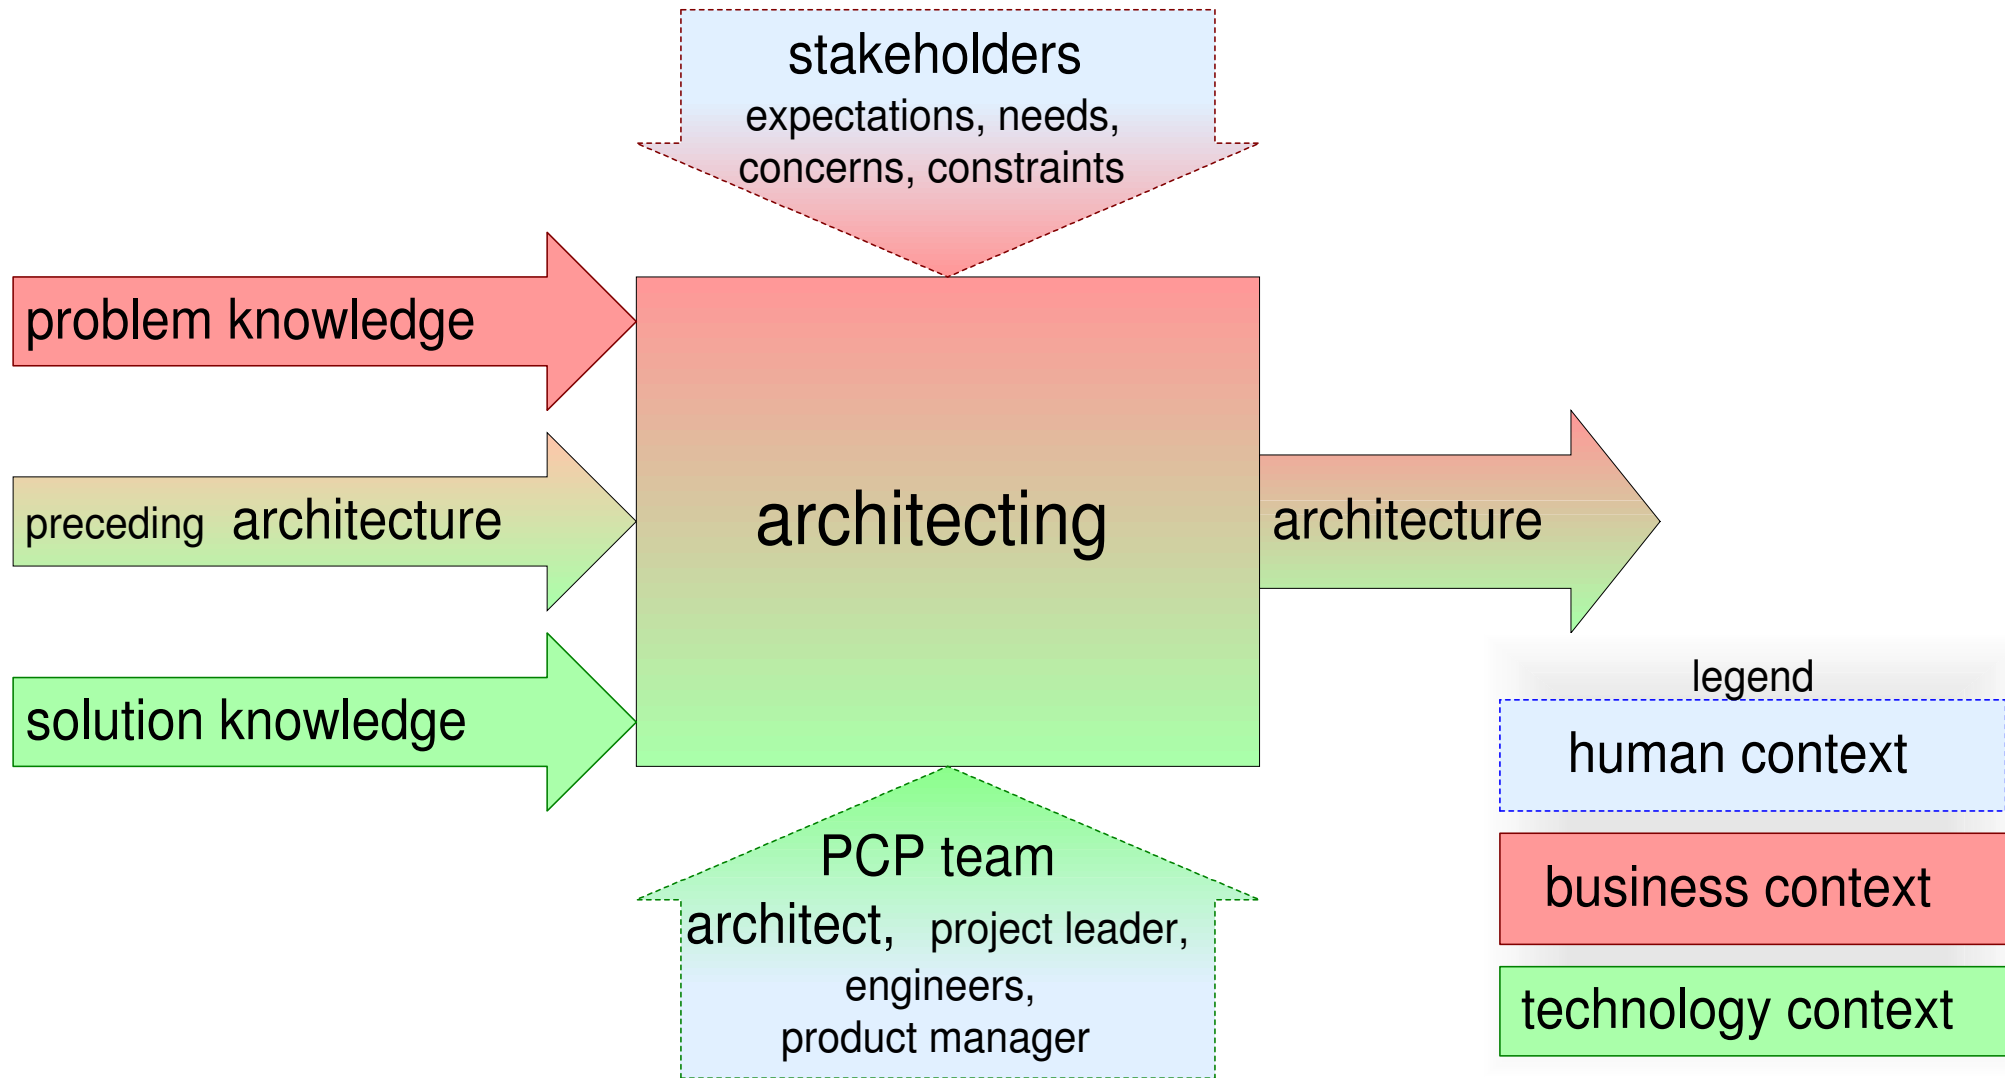 stakeholders
expectations, needs,
concerns, constraints
problem knowledge
preceding architecture
solution knowledge
architecting
architecture
PCP team
architect, project leader,
engineers,
product manager
legend
human context
business context
technology context